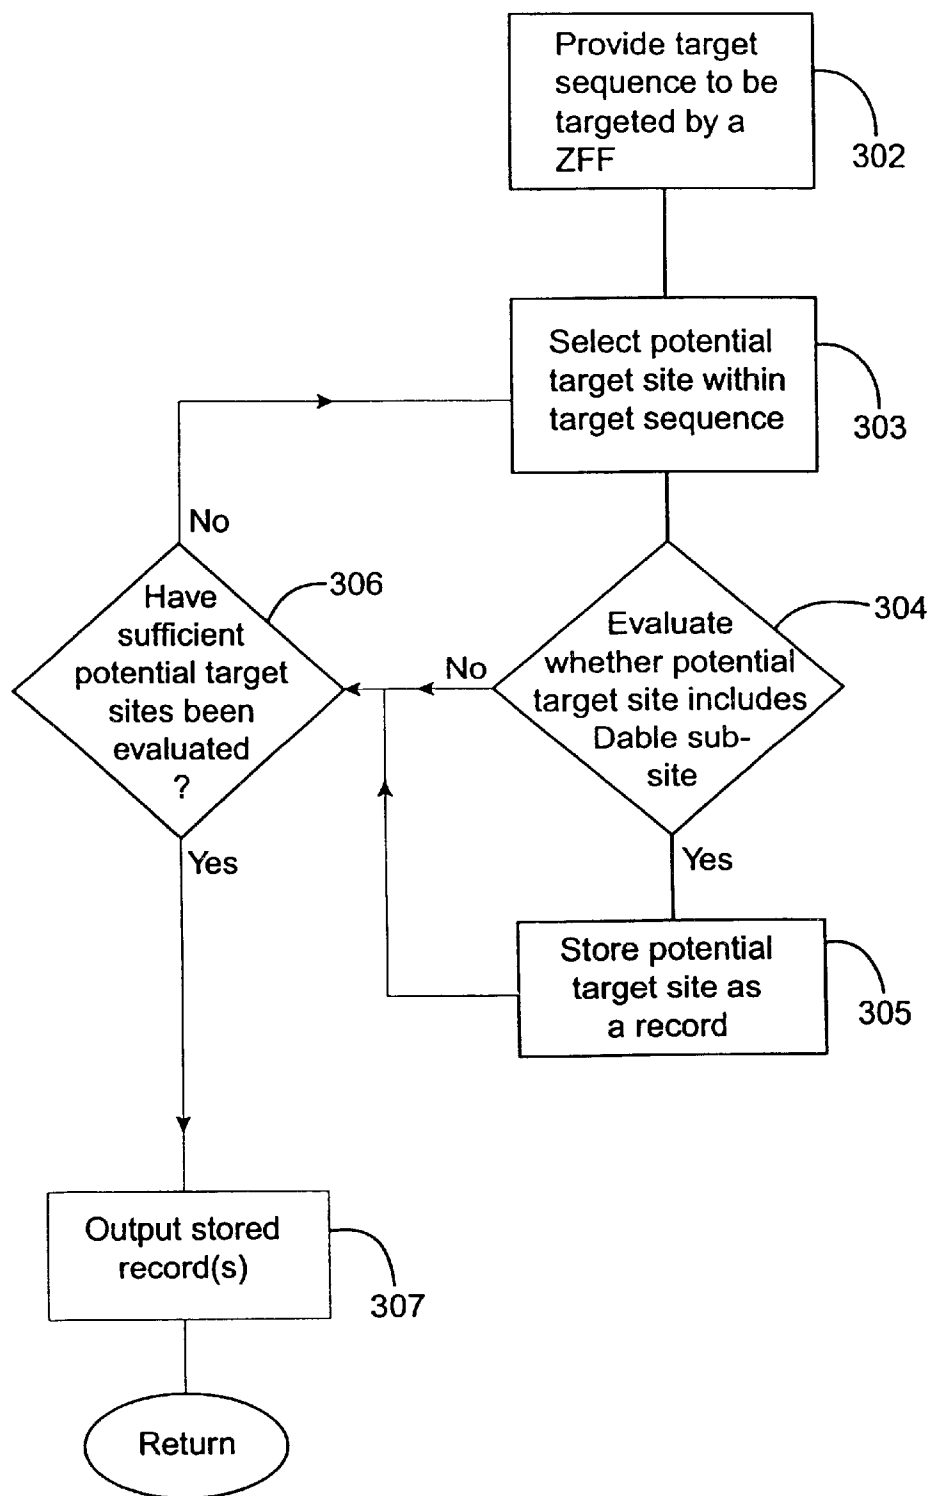 Provide target
sequence to be
targeted by a
ZFF
302
Select potential
target site within
target sequence
303
No
Have
sufficient
potential target
sites been
evaluated
?
306
Evaluate
whether potential
target site includes
Dable sub-
site
304
No
Yes
Yes
Store potential
target site as
a record
305
Output stored
record(s)
307
Return